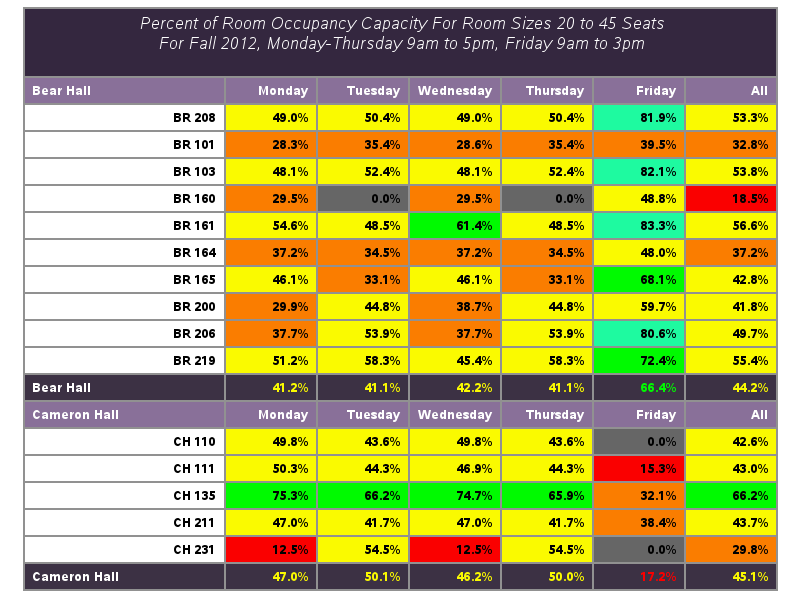 Percent of Room Occupancy Capacity For Room Sizes 20 to 45 Seats
For Fall 2012, Monday-Thursday 9am to 5pm, Friday 9am to 3pm
Bear Hall Monday Tuesday Wednesday Thursday Friday All
BR 208 49.0% 50.4% 49.0% 50.4% 81.9% 53.3%
BR 101 28.3% 35.4% 28.6% 35.4% 39.5% 32.8%
BR 103 48.1% 52.4% 48.1% 52.4% 82.1% 53.8%
BR 160 29.5% 0.0% 29.5% 0.0% 48.8% 18.5%
BR 161 54.6% 48.5% 61.4% 48.5% 83.3% 56.6%
BR 164 37.2% 34.5% 37.2% 34.5% 48.0% 37.2%
BR 165 46.1% 33.1% 46.1% 33.1% 68.1% 42.8%
BR 200 29.9% 44.8% 38.7% 44.8% 59.7% 41.8%
BR 206 37.7% 53.9% 37.7% 53.9% 80.6% 49.7%
BR 219 51.2% 58.3% 45.4% 58.3% 72.4% 55.4%
Bear Hall 41.2% 41.1% 42.2% 41.1% 66.4% 44.2%
Cameron Hall Monday Tuesday Wednesday Thursday Friday All
CH 110 49.8% 43.6% 49.8% 43.6% 0.0% 42.6%
CH 111 50.3% 44.3% 46.9% 44.3% 15.3% 43.0%
CH 135 75.3% 66.2% 74.7% 65.9% 32.1% 66.2%
CH 211 47.0% 41.7% 47.0% 41.7% 38.4% 43.7%
CH 231 12.5% 54.5% 12.5% 54.5% 0.0% 29.8%
Cameron Hall 47.0% 50.1% 46.2% 50.0% 17.2% 45.1%